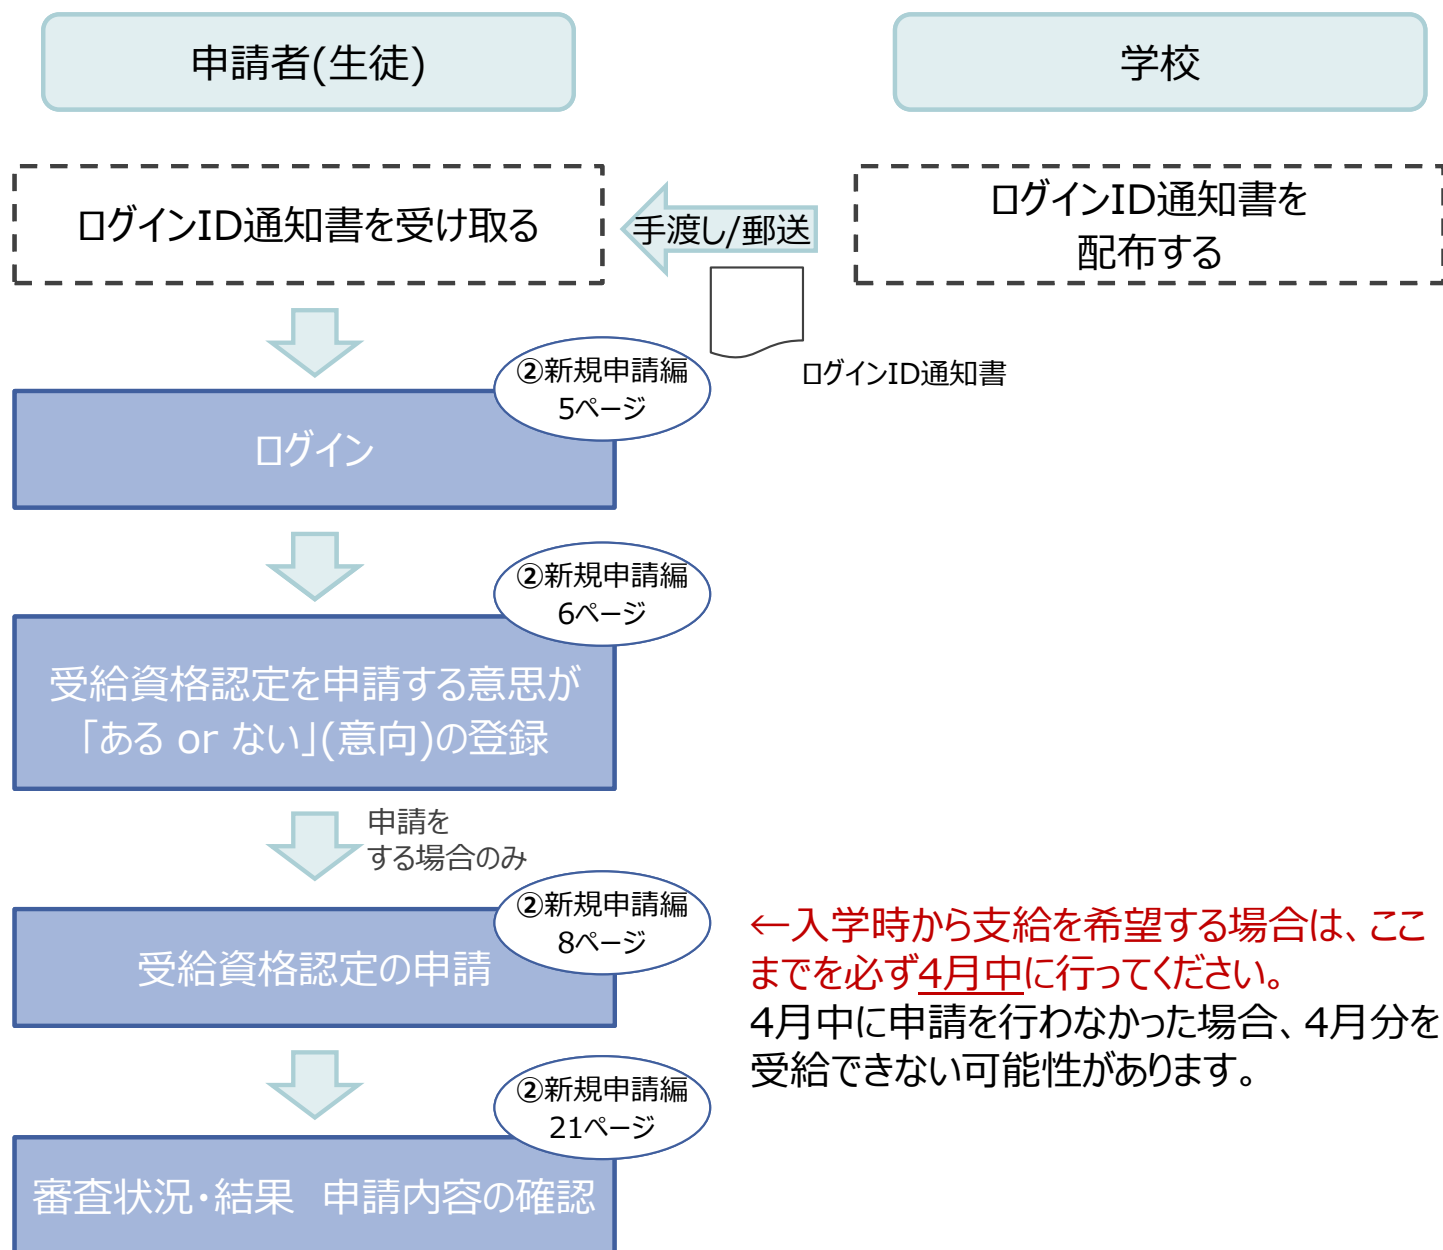 申請者(生徒)
学校
ログインID通知書を受け取る
手渡し/郵送
ログインID通知書を
配布する
ログインID通知書
②新規申請編
5ページ
ログイン
②新規申請編
6ページ
受給資格認定を申請する意思が
「ある or ない」(意向)の登録
申請を
する場合のみ
②新規申請編
8ページ
受給資格認定の申請
←入学時から支給を希望する場合は、ここ
までを必ず4月中に行ってください。
4月中に申請を行わなかった場合、4月分を
受給できない可能性があります。
②新規申請編
21ページ
審査状況・結果　申請内容の確認